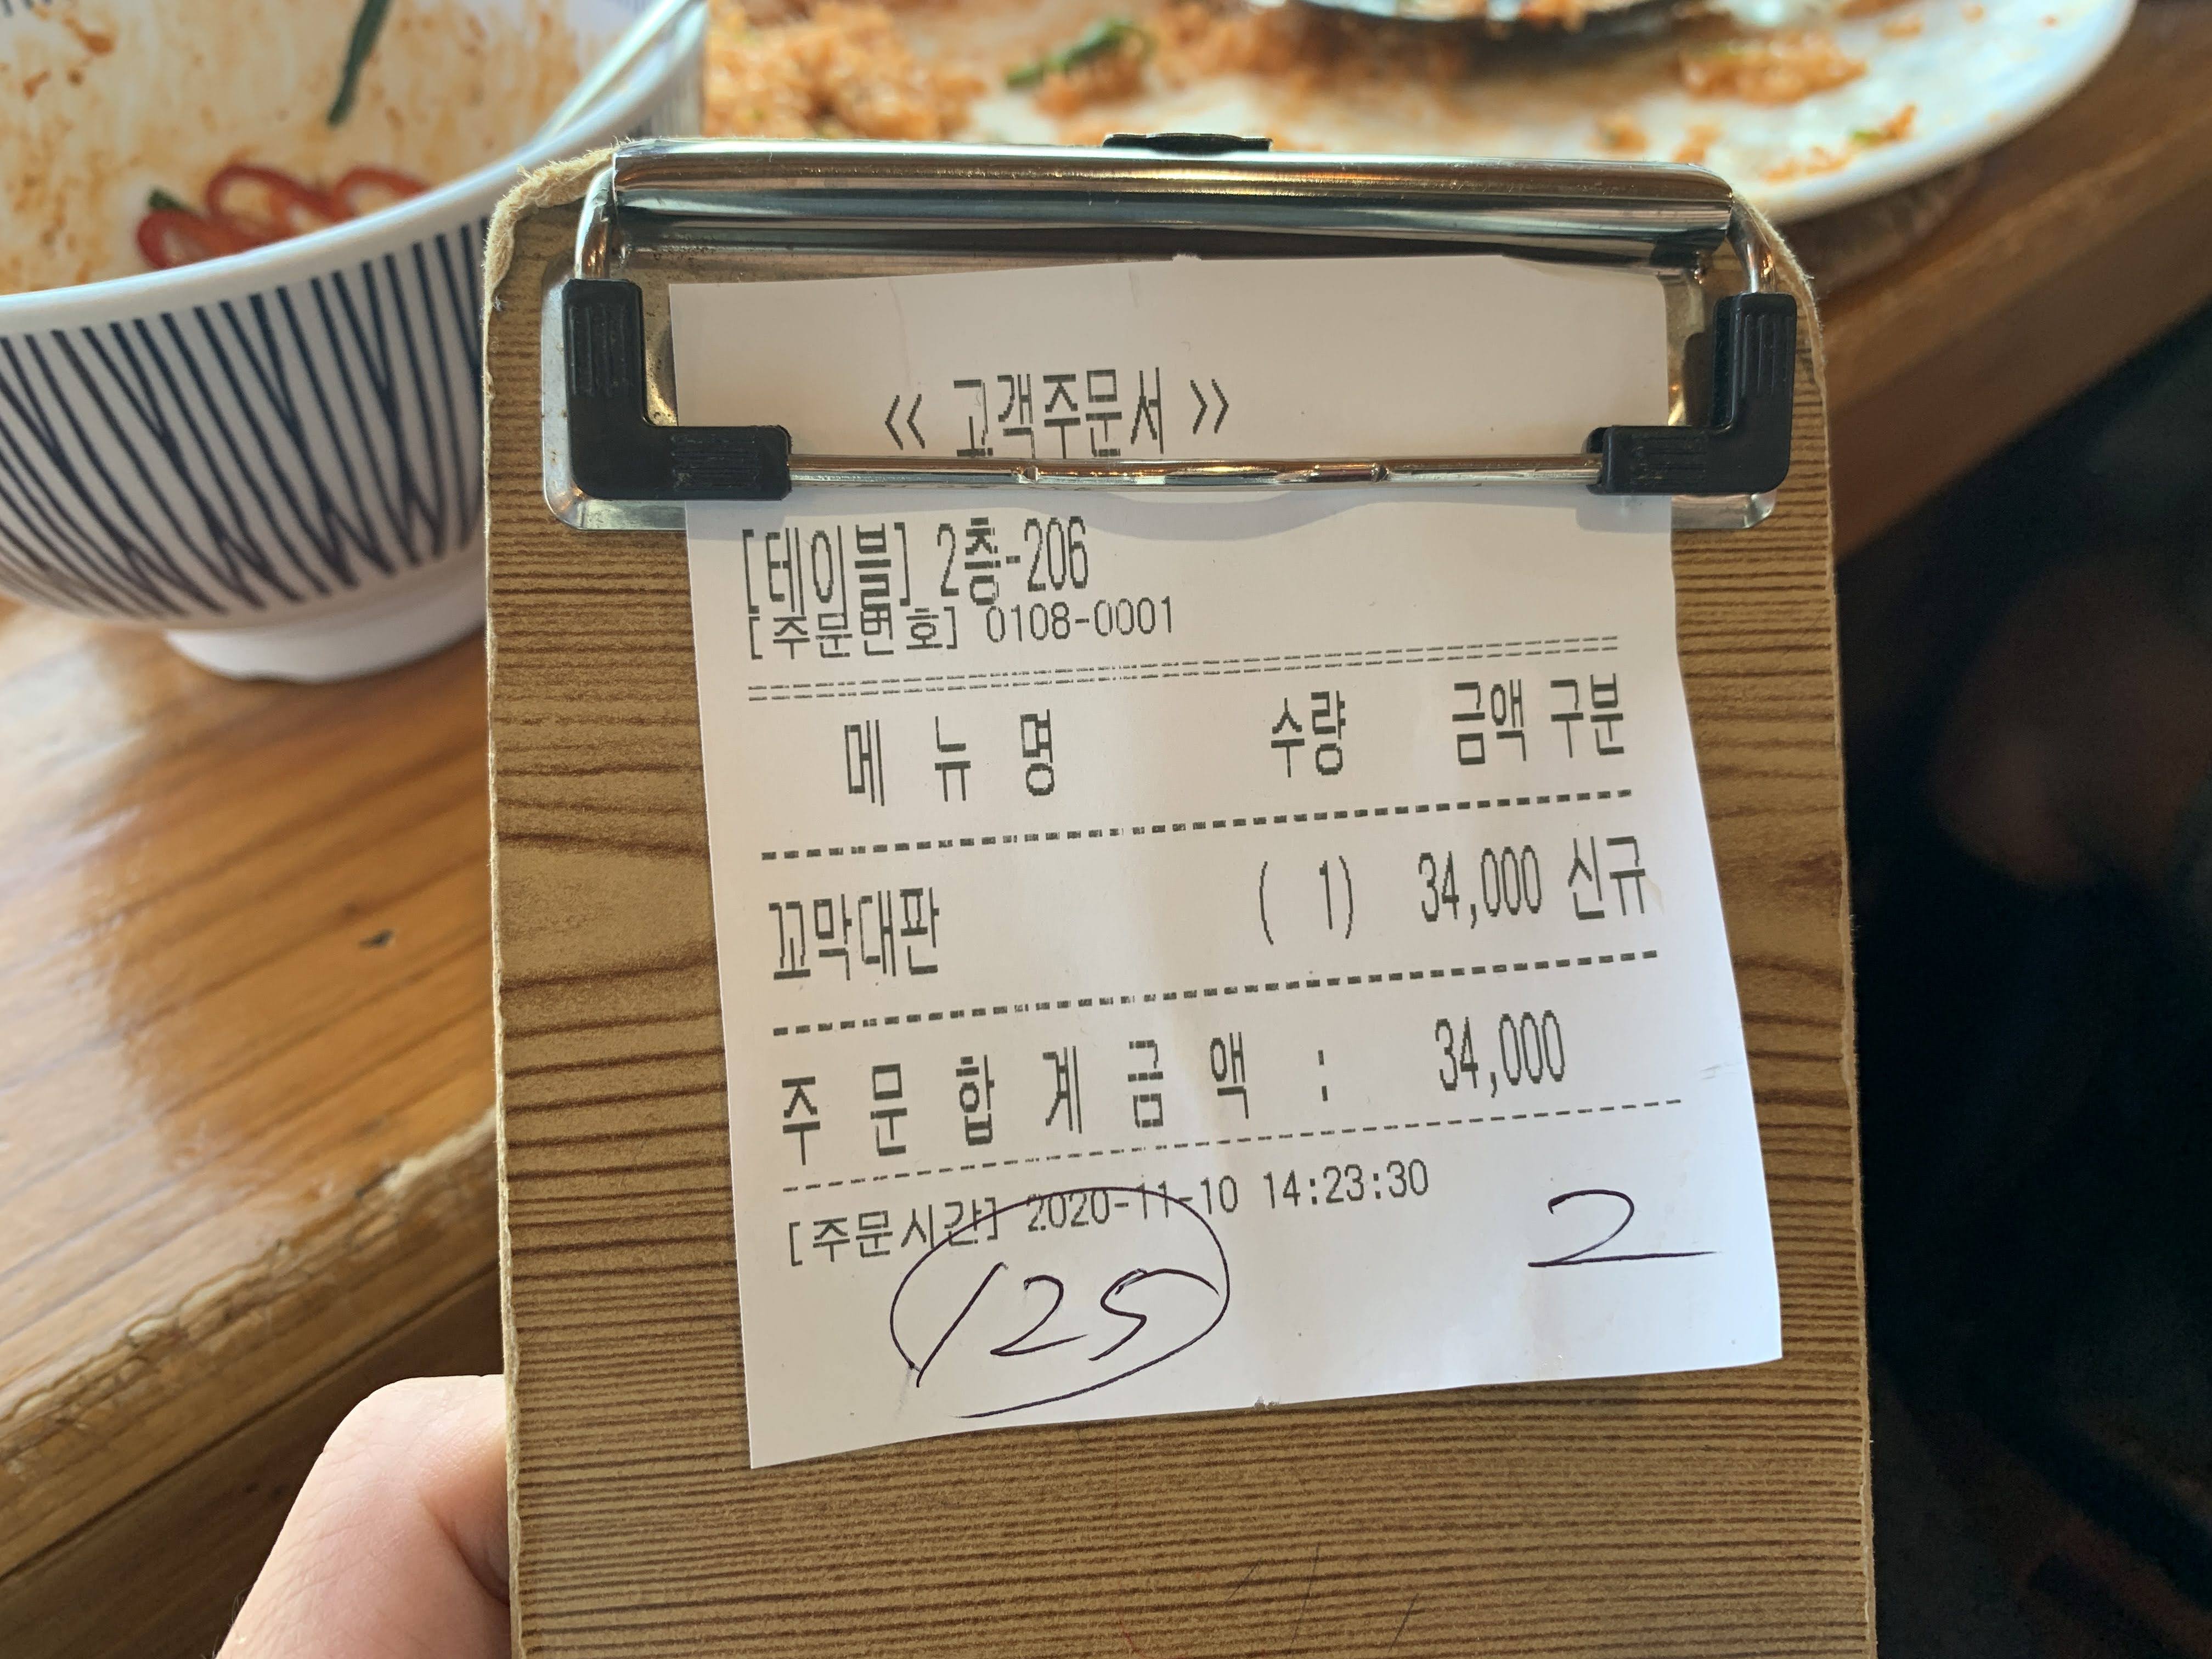 << 고객주문서 >>
[테이블] 2층-206
[주문번호] 0108-0001
메 뉴 명 수량 금액 구분
꼬막대판 ( 1) 34,000 신규
주 문 합 계 금 액 : 34,000
[주문시간] 2020-11-10 14:23:30
2
125